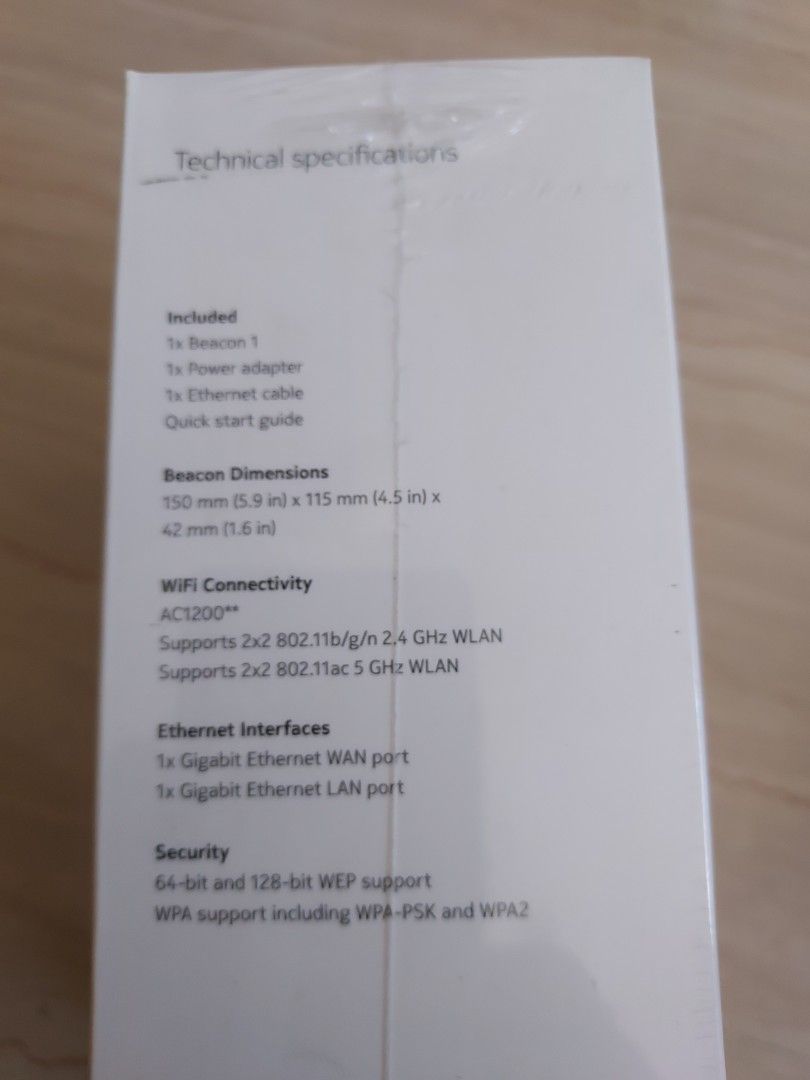 Technical specifications
Included
1x Beacon 1
1x Power adapter
1x Ethernet cable
Quick start guide
Beacon Dimensions
150 mm (5.9 in) x 115 mm (4.5 in) x
42 mm (1.6 in)
WiFi Connectivity
AC1200**
Supports 2x2 802.11b/g/n 2.4 GHz WLAN
Supports 2x2 802.11ac 5 GHz WLAN
Ethernet Interfaces
1x Gigabit Ethernet WAN port
1x Gigabit Ethernet LAN port
Security
64-bit and 128-bit WEP support
WPA support including WPA-PSK and WPA2